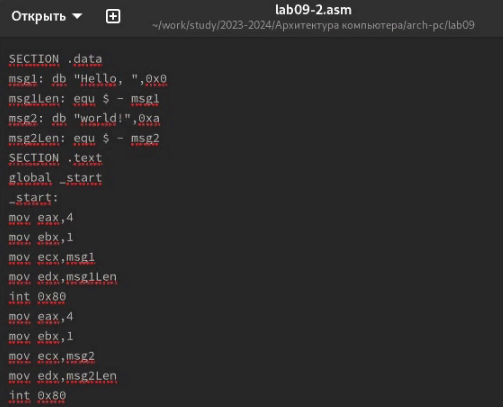 Открыть
lab09-2.asm
~/work/study/2023-2024/Архитектура компьютера/arch-pc/lab09
SECTION .data
msg1: db "Hello, ",0x0
msg1Len: equ $ - msg1
msg2: db "world!",0xa
msg2Len: equ $ - msg2
SECTION .text
global _start
_start:
mov eax,4
mov ebx,1
mov ecx,msg1
mov edx,msg1Len
int 0x80
mov eax,4
mov ebx,1
mov ecx,msg2
mov edx,msg2Len
int 0x80